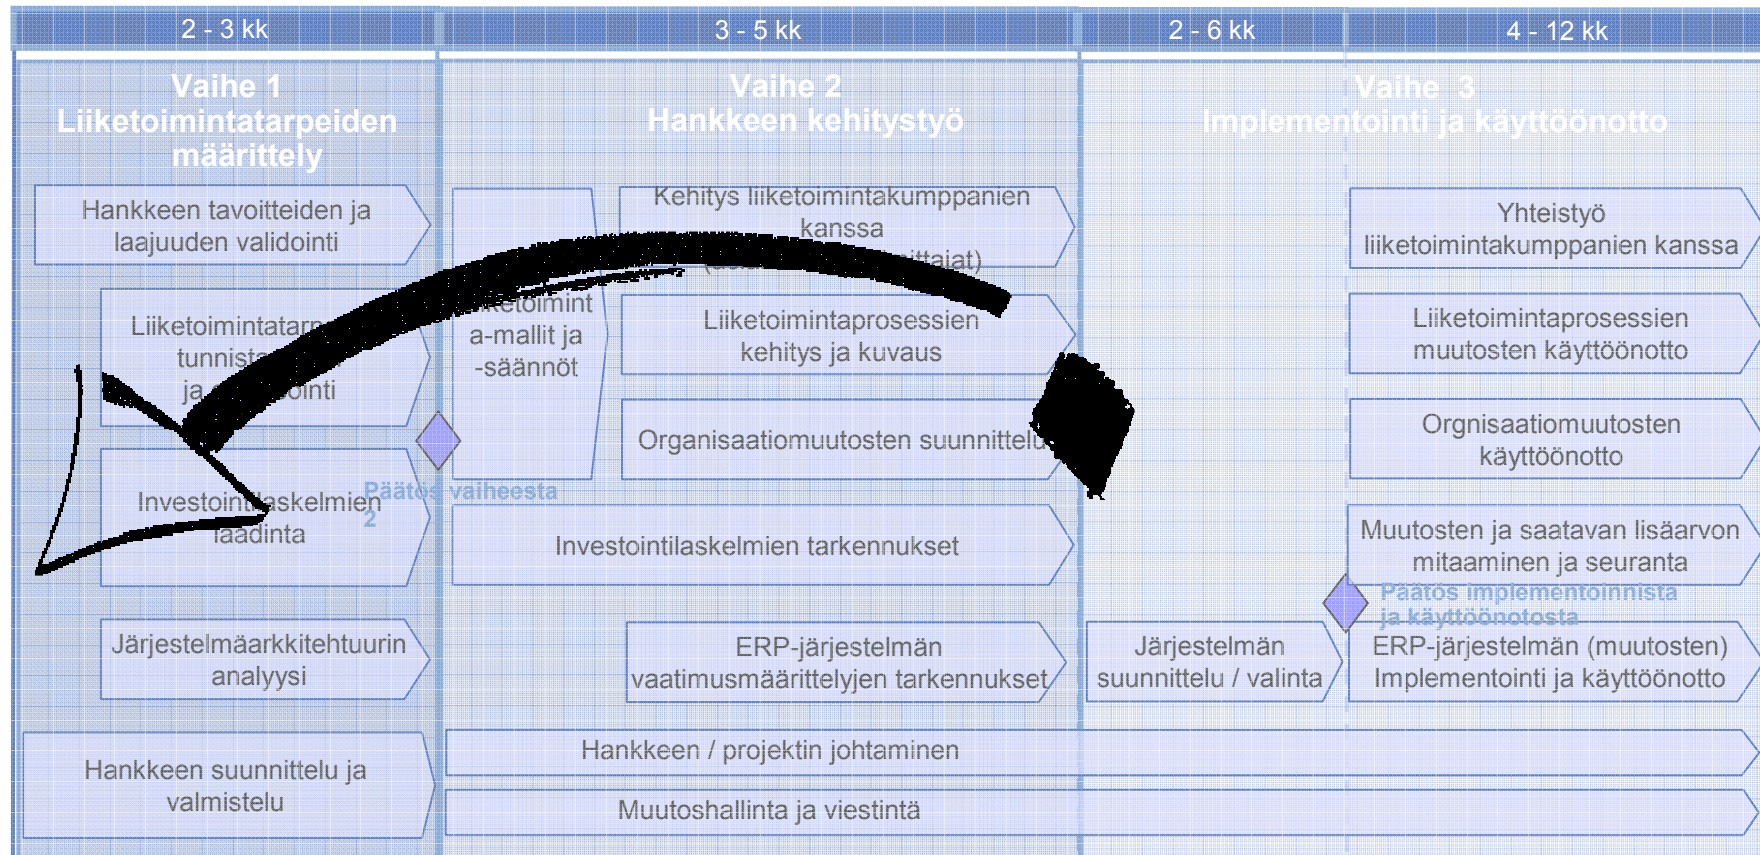 2 - 3 kk
3 - 5 kk
2 - 6 kk
4 - 12 kk
Vaihe 1
Liiketoimintatarpeiden
määrittely
Vaihe 2
Hankkeen kehitystyö
Vaihe 3
Implementointi ja käyttöönotto
Hankkeen tavoitteiden ja
laajuuden validointi
ja
Investointilaskelmien
laadinta
Järjestelmäarkkitehtuurin
analyysi
Hankkeen suunnittelu ja
valmistelu
Päätös vaiheesta
2
a-mallit ja
-säännöt
Kehitys liiketoimintakumppanien
kanssa
Liiketoimintaprosessien
kehitys ja kuvaus
Organisaatiomuutosten suunnittelu
Investointilaskelmien tarkennukset
ERP-järjestelmän
vaatimusmäärittelyjen tarkennukset
Hankkeen / projektin johtaminen
Muutoshallinta ja viestintä
Järjestelmän
suunnittelu / valinta
Yhteistyö
liiketoimintakumppanien kanssa
Liiketoimintaprosessien
muutosten käyttöönotto
Orgnisaatiomuutosten
käyttöönotto
Muutosten ja saatavan lisäarvon
mitaaminen ja seuranta
Päätös implementoinnista
ja käyttöönotosta
ERP-järjestelmän (muutosten)
Implementointi ja käyttöönotto